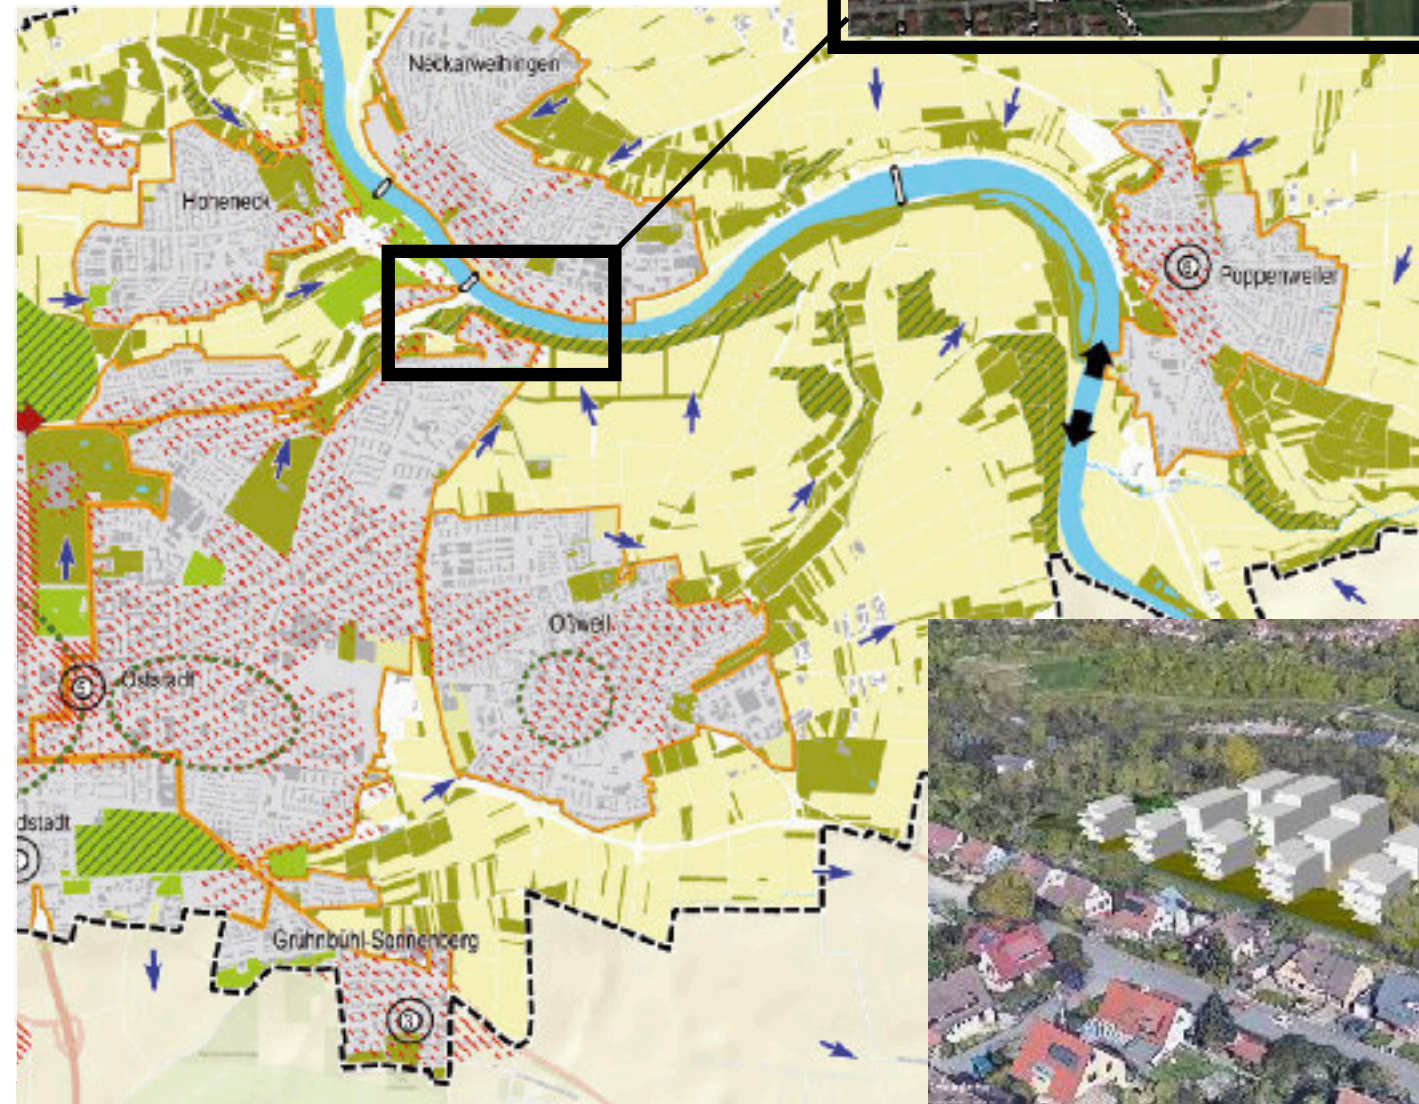 Neckarweihingen
Hoheneck
Poppenweiler
Oßweil
Oststadt
dstadt
Grünbühl-Sonnenberg